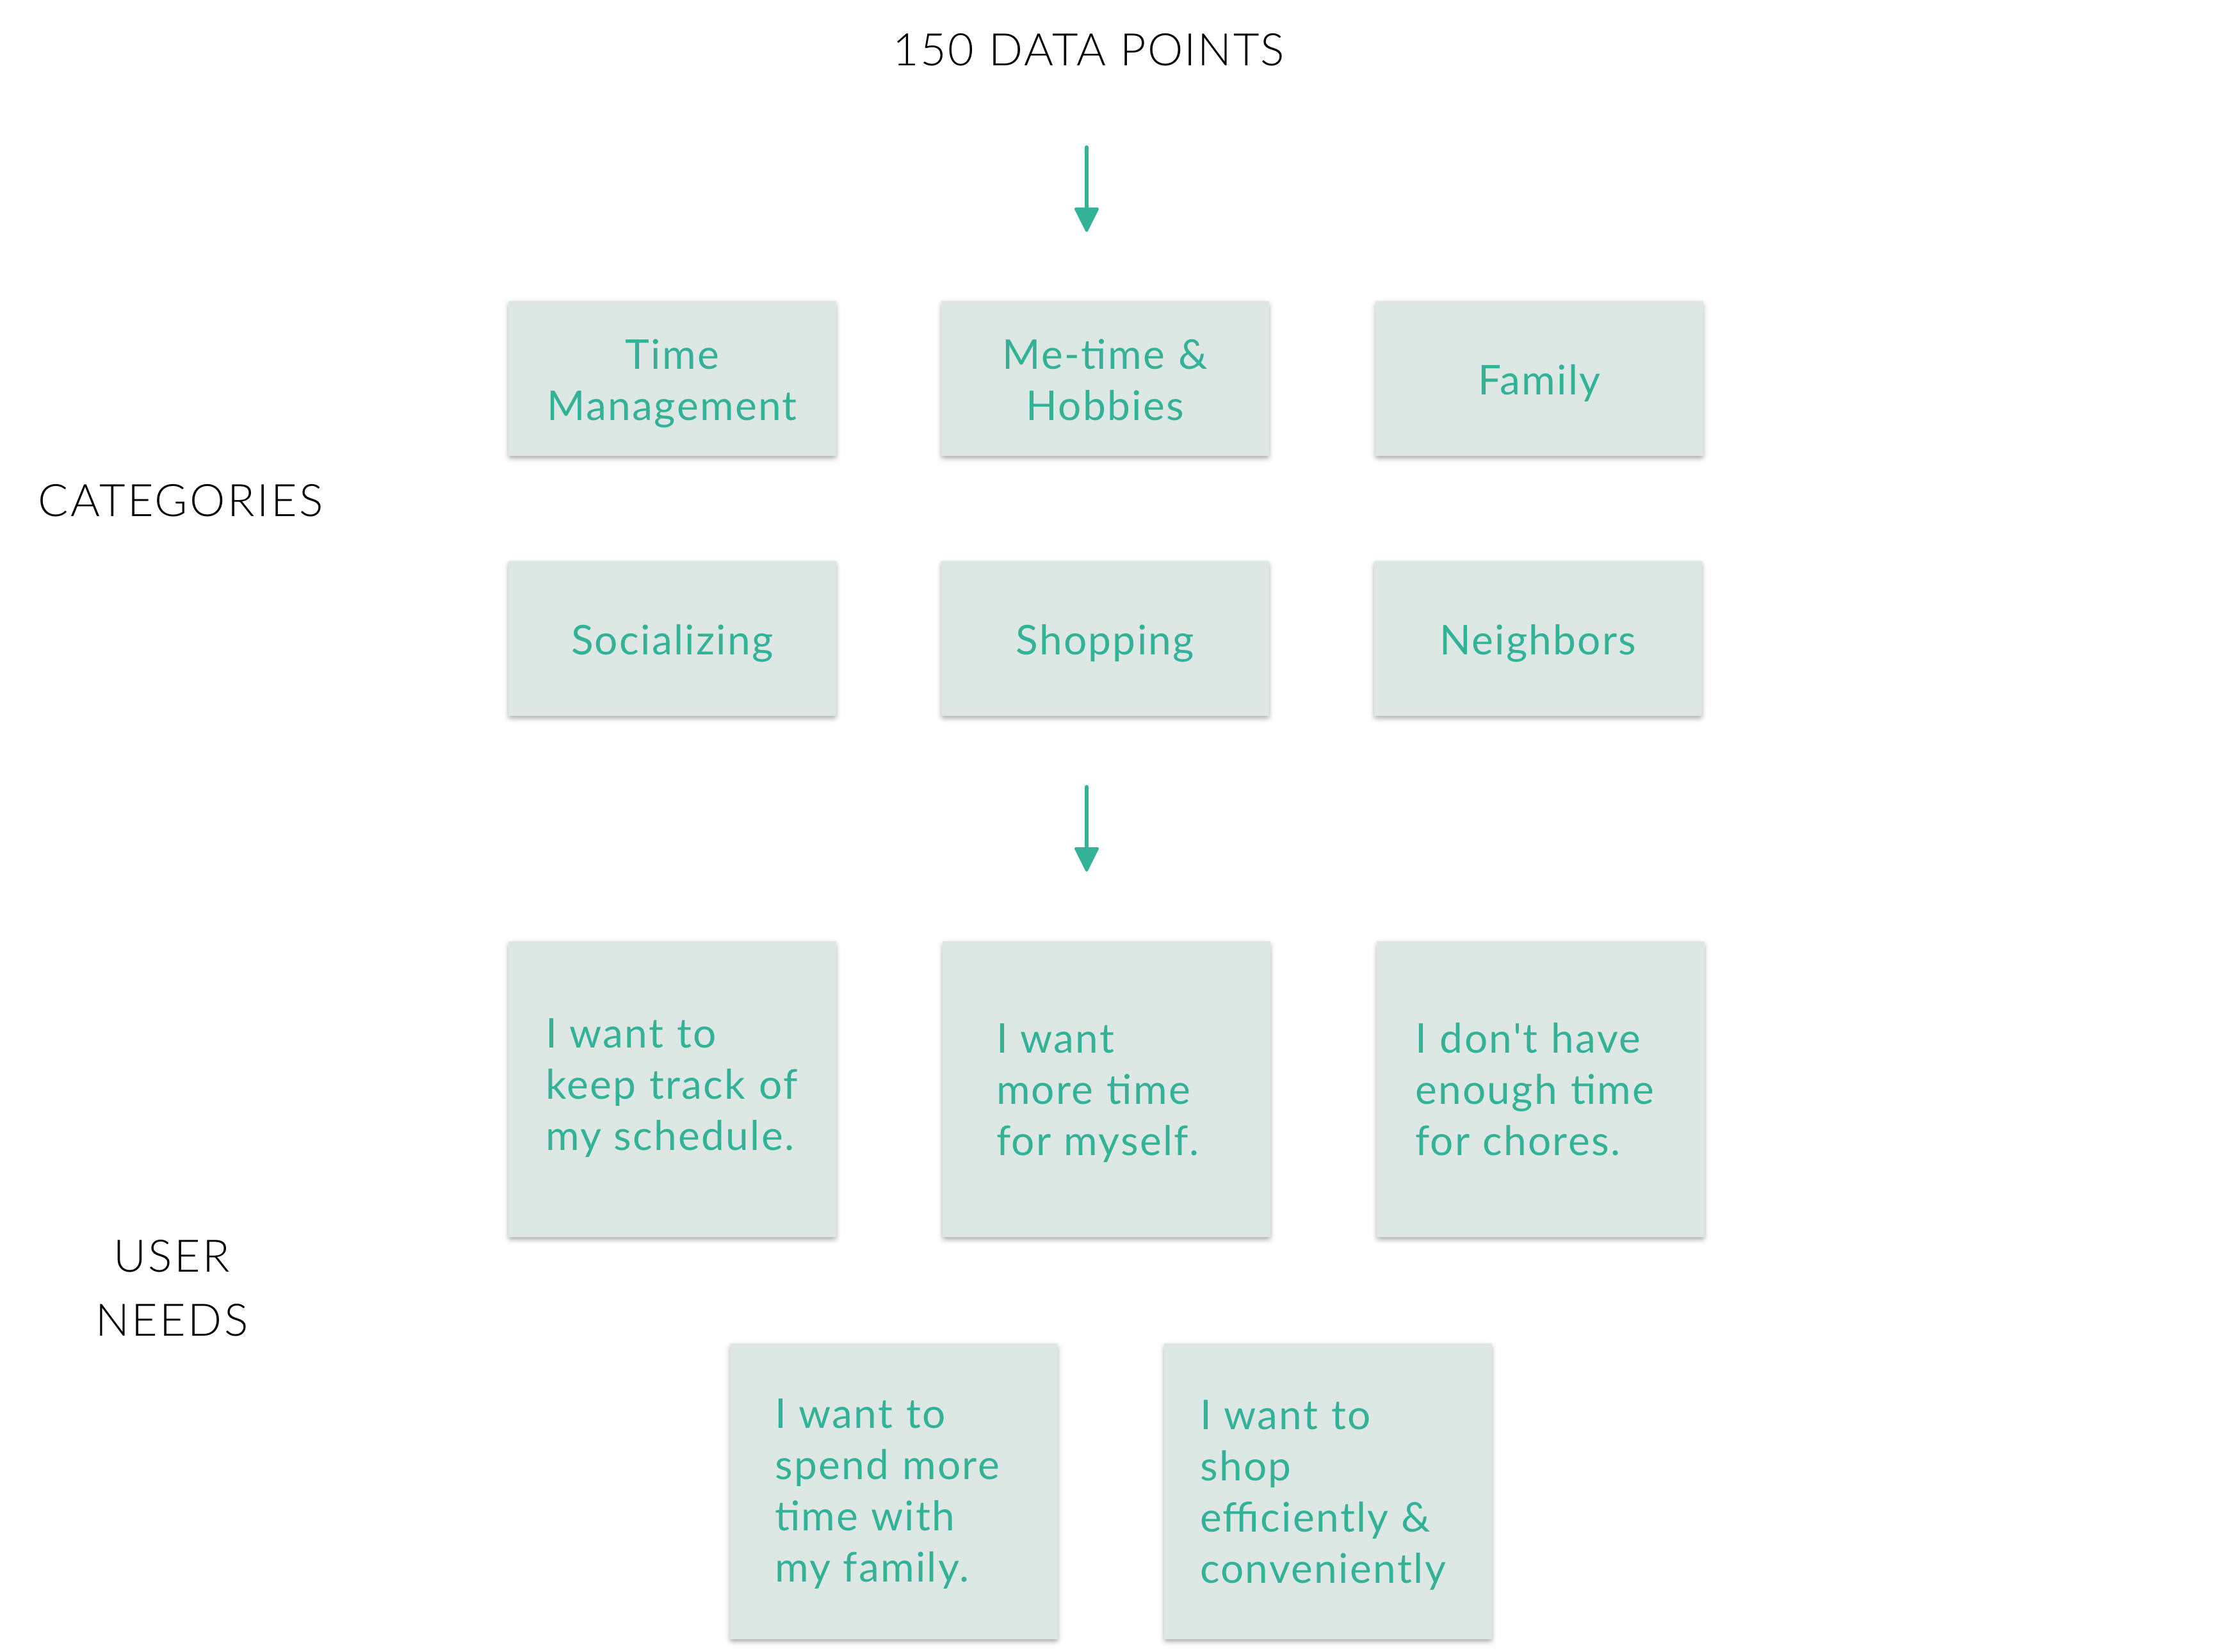 150 DATA POINTS
Time
Management
Me-time &
Hobbies
Family
CATEGORIES
Socializing
Shopping
Neighbors
I want to
keep track of
my schedule.
I want
more time
for myself.
I don't have
enough time
for chores.
USER
NEEDS
I want to
spend more
time with
my family.
I want to
shop
efficiently &
conveniently